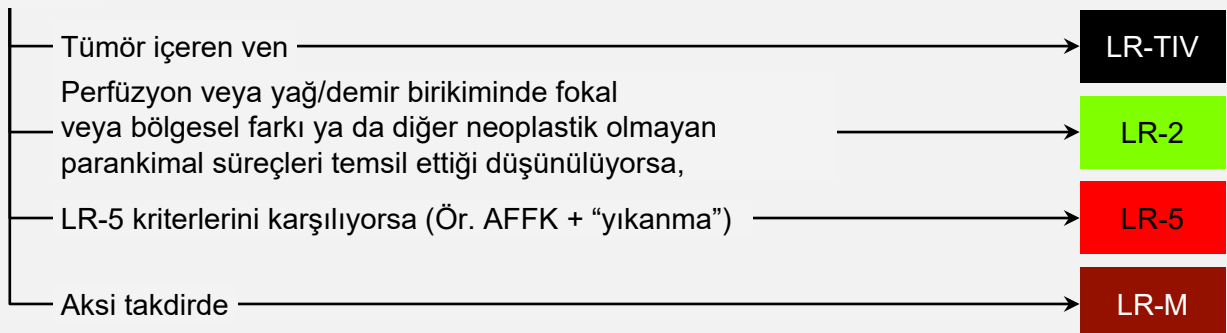 Tümör içeren ven
LR-TIV
Perfüzyon veya yağ/demir birikiminde fokal
veya bölgesel farkı ya da diğer neoplastik olmayan
parankimal süreçleri temsil ettiği düşünülüyorsa,
LR-2
LR-5 kriterlerini karşılıyorsa (Ör. AFFK + “yıkanma”)
LR-5
Aksi takdirde
LR-M